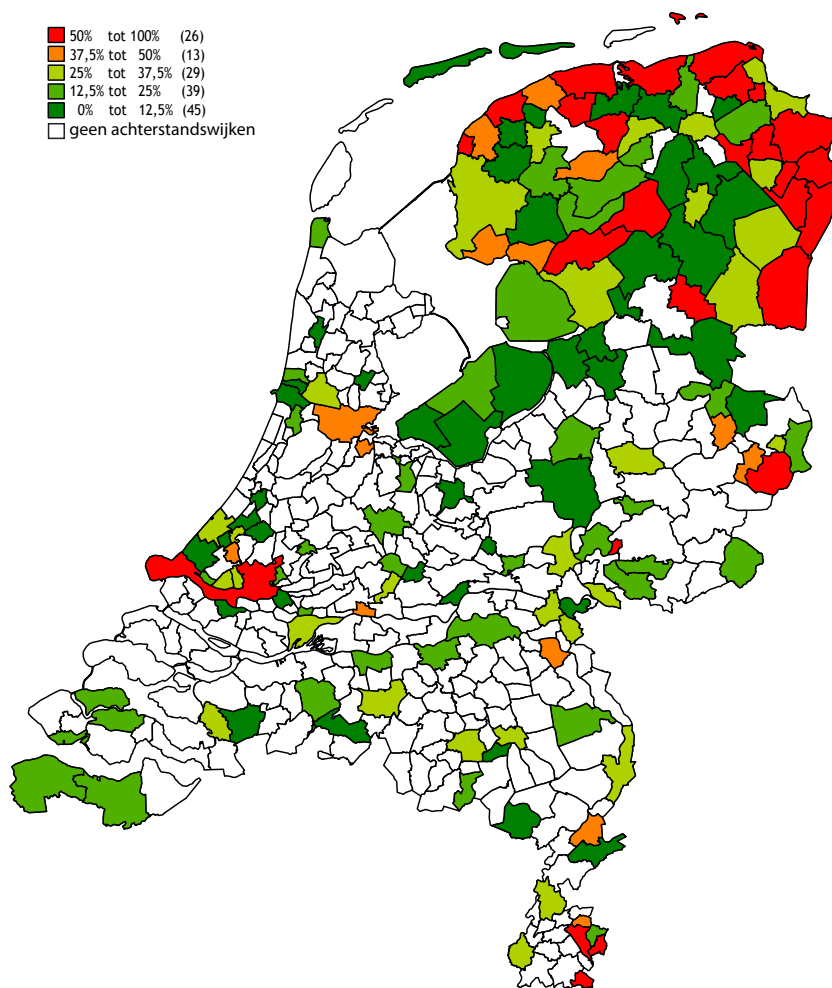 50% tot 100% (26)
37,5% tot 50% (13)
25% tot 37,5% (29)
12,5% tot 25% (39)
0% tot 12,5% (45)
geen achterstandswijken